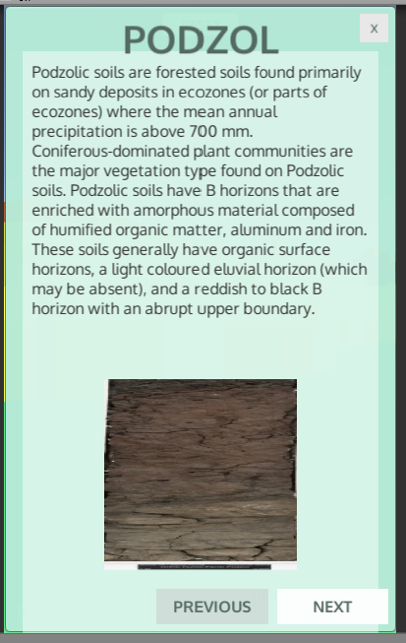 x
PODZOL
Podzolic soils are forested soils found primarily
on sandy deposits in ecozones (or parts of
ecozones) where the mean annual
precipitation is above 700 mm.
Coniferous-dominated plant communities are
the major vegetation type found on Podzolic
soils. Podzolic soils have B horizons that are
enriched with amorphous material composed
of humified organic matter, aluminum and iron.
These soils generally have organic surface
horizons, a light coloured eluvial horizon (which
may be absent), and a reddish to black B
horizon with an abrupt upper boundary.
PREVIOUS
NEXT